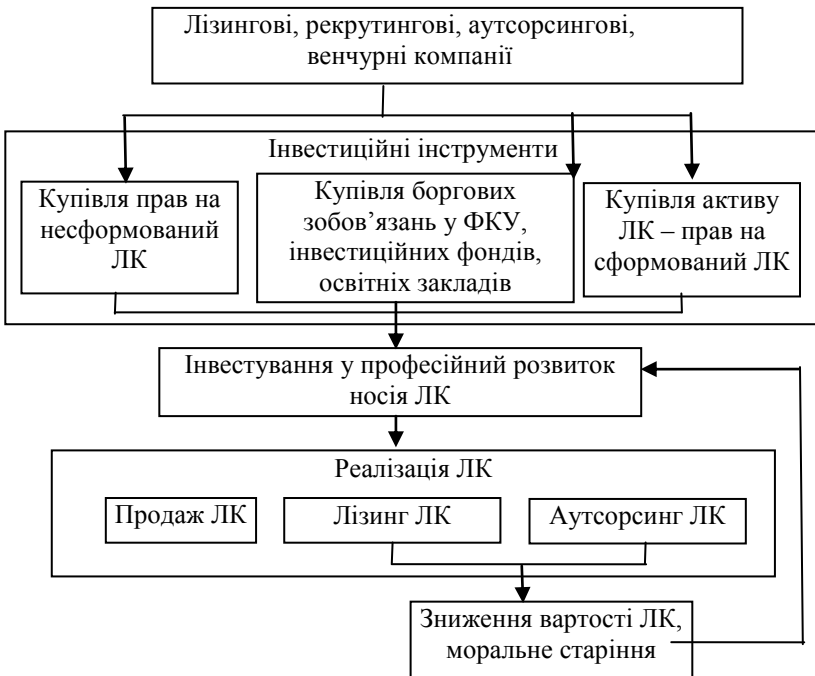 Лізингові, рекрутингові, аутсорсингові,
венчурні компанії
Інвестиційні інструменти
Купівля прав на
несформований
ЛК
Купівля боргових
зобов’язань у ФКУ,
інвестиційних фондів,
освітніх закладів
Купівля активу
ЛК – прав на
сформований ЛК
Інвестування у професійний розвиток
носія ЛК
Реалізація ЛК
Продаж ЛК
Лізинг ЛК
Аутсорсинг ЛК
Зниження вартості ЛК,
моральне старіння